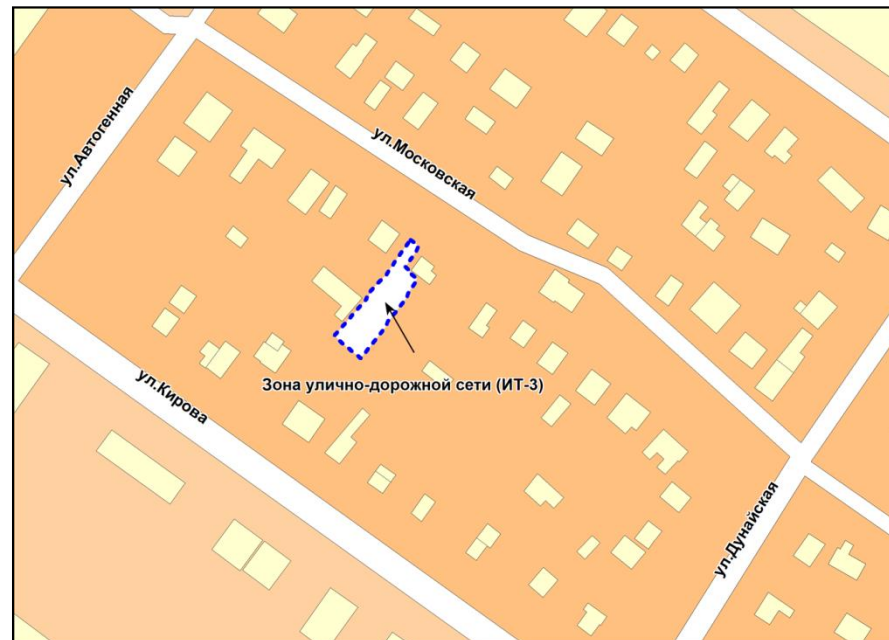 ул.Автогенная
ул.Московская
Зона улично-дорожной сети (ИТ-3)
ул.Кирова
ул.Дунайская